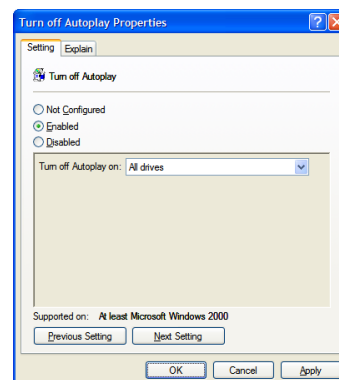 Turn off Autoplay Properties
Setting Explain
Turn off Autoplay
Not Configured
Enabled
Disabled
Turn off Autoplay on: All drives
Supported on: At least Microsoft Windows 2000
Previous Setting Next Setting
OK Cancel Apply